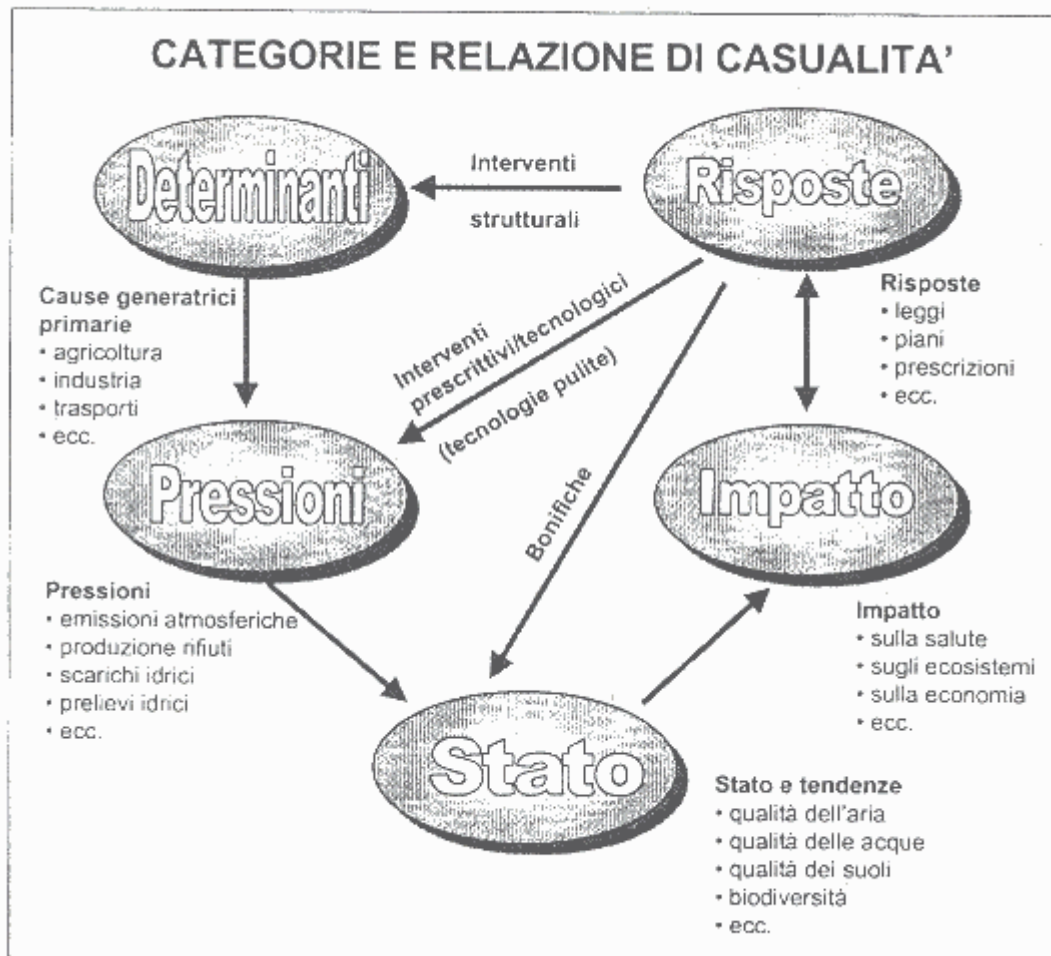 CATEGORIE E RELAZIONE DI CASUALITA'
Determinanti
Interventi
strutturali
Risposte
Cause generatrici
primarie
• agricoltura
• industria
• trasporti
• ecc.
Interventi
prescrittivi/tecnologici
(tecnologie pulite)
Risposte
• leggi
• piani
• prescrizioni
• ecc.
Pressioni
Bonifiche
Impatto
Pressioni
• emissioni atmosferiche
• produzione rifiuti
• scarichi idrici
• prelievi idrici
• ecc.
Impatto
• sulla salute
• sugli ecosistemi
• sulla economia
• ecc.
Stato
Stato e tendenze
• qualità dell'aria
• qualità delle acque
• qualità dei suoli
• biodiversità
• ecc.